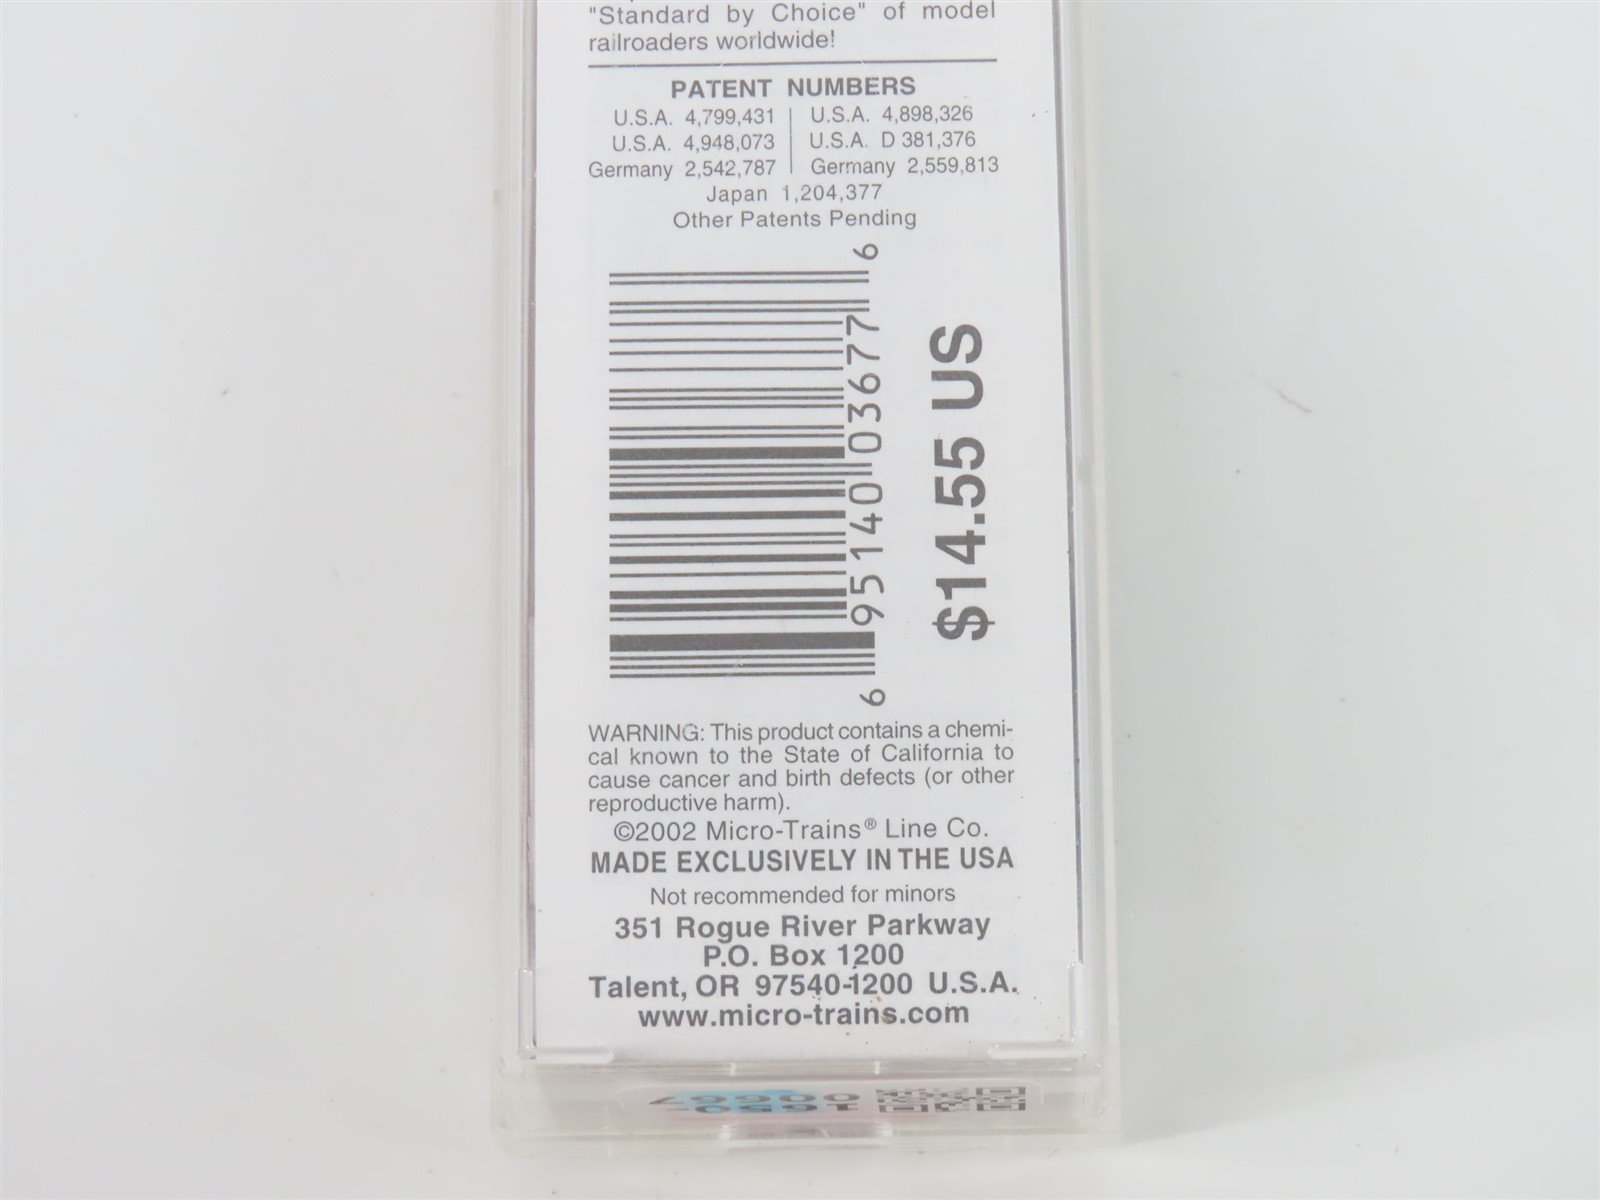 "Standard by Choice" of model
railroaders worldwide!
PATENT NUMBERS
U.S.A. 4,799,431 | U.S.A. 4,898,326
U.S.A. 4,948,073 | U.S.A. D 381,376
Germany 2,542,787 | Germany 2,559,813
Japan 1,204,377
Other Patents Pending
6 95140 03677 6
$14.55 US
WARNING: This product contains a chemi-
cal known to the State of California to
cause cancer and birth defects (or other
reproductive harm).
©2002 Micro-Trains® Line Co.
MADE EXCLUSIVELY IN THE USA
Not recommended for minors
351 Rogue River Parkway
P.O. Box 1200
Talent, OR 97540-1200 U.S.A.
www.micro-trains.com